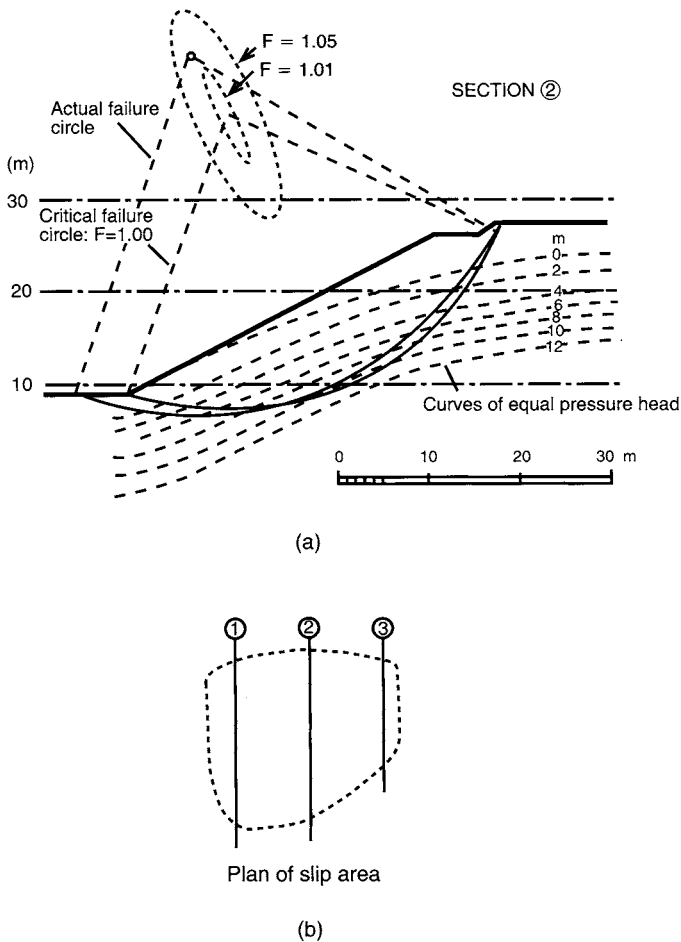 F = 1.05
F = 1.01
SECTION ②
Actual failure
circle
(m)
30
Critical failure
circle: F=1.00
m
0
2
20
4
6
8
10
12
10
Curves of equal pressure head
0 10 20 30 m
(a)
① ② ③
Plan of slip area
(b)